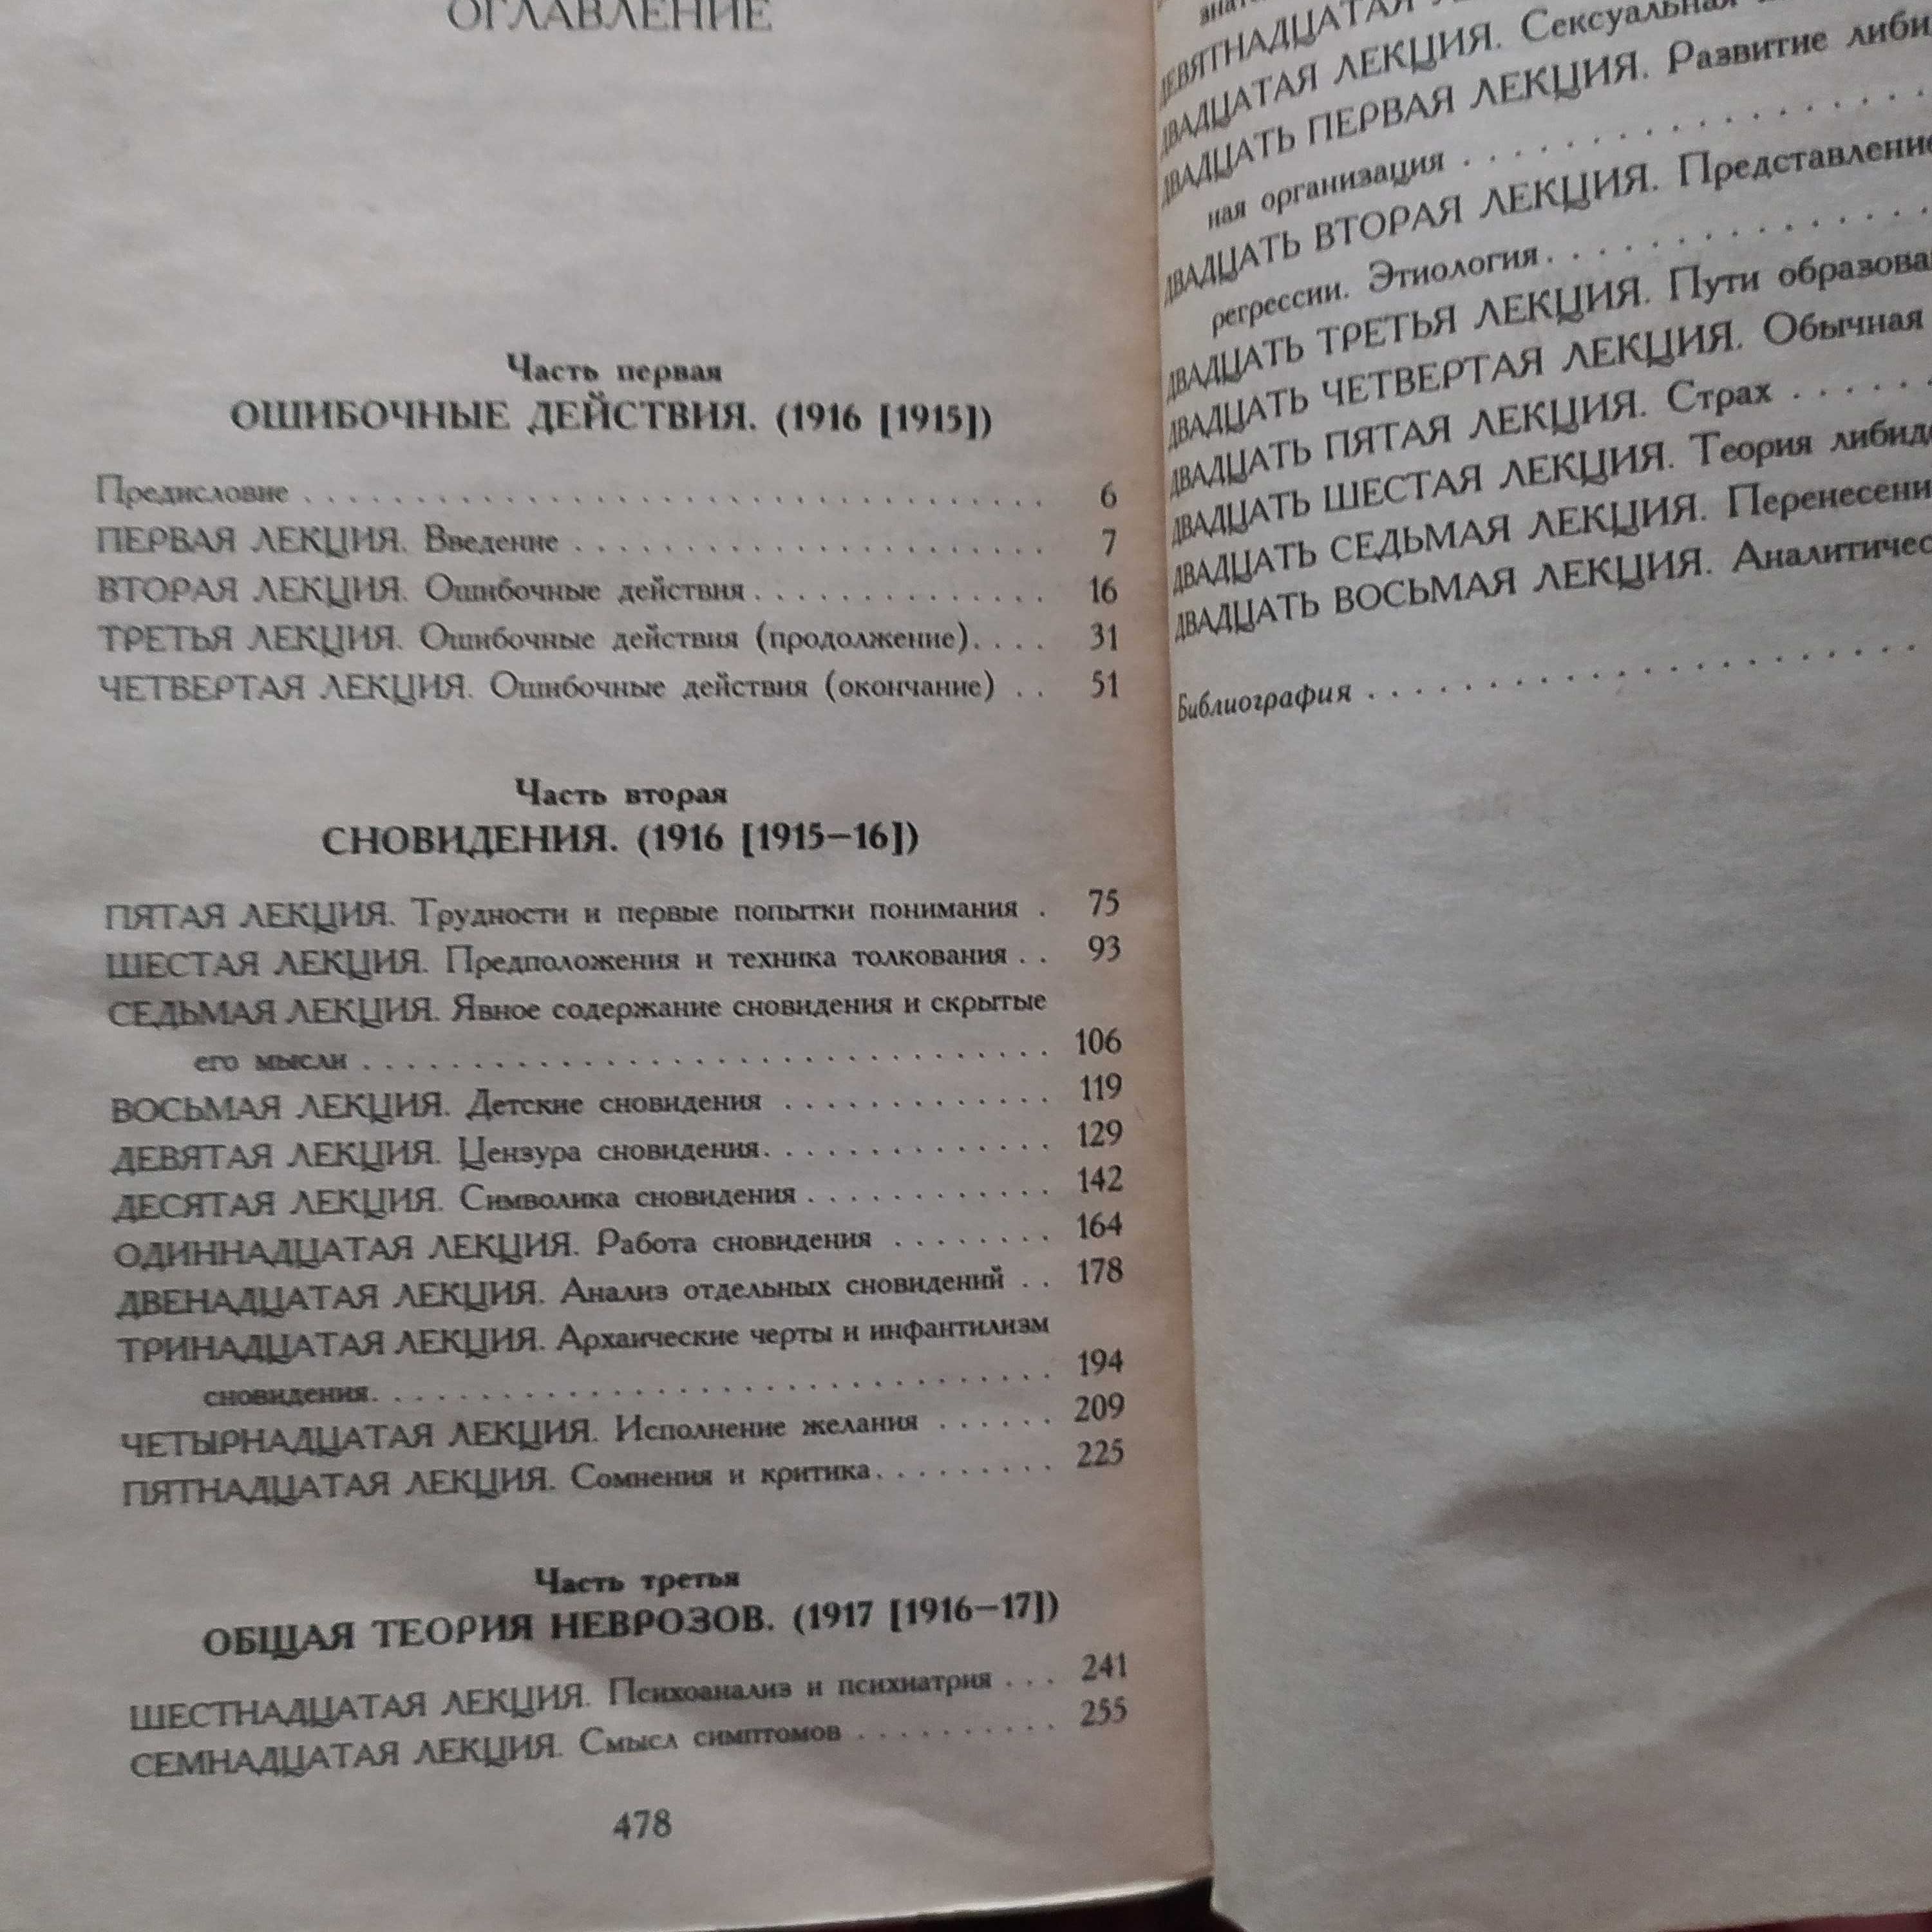 ОГЛАВЛЕНИЕ
Часть первая
ОШИБОЧНЫЕ ДЕЙСТВИЯ. (1916 [1915])
Предисловие . . . . . . . . . . . . . . . . . . . . . . . . . . . 6
ПЕРВАЯ ЛЕКЦИЯ. Введение . . . . . . . . . . . . . . . . . 7
ВТОРАЯ ЛЕКЦИЯ. Ошибочные действия . . . . . . . . . . . 16
ТРЕТЬЯ ЛЕКЦИЯ. Ошибочные действия (продолжение). . . . 31
ЧЕТВЕРТАЯ ЛЕКЦИЯ. Ошибочные действия (окончание) . . 51
Часть вторая
СНОВИДЕНИЯ. (1916 [1915—16])
ПЯТАЯ ЛЕКЦИЯ. Трудности и первые попытки понимания . 75
ШЕСТАЯ ЛЕКЦИЯ. Предположения и техника толкования . . 93
СЕДЬМАЯ ЛЕКЦИЯ. Явное содержание сновидения и скрытые
его мысли . . . . . . . . . . . . . . . . . . . . . . . . . 106
ВОСЬМАЯ ЛЕКЦИЯ. Детские сновидения . . . . . . . . . . 119
ДЕВЯТАЯ ЛЕКЦИЯ. Цензура сновидения. . . . . . . . . . . 129
ДЕСЯТАЯ ЛЕКЦИЯ. Символика сновидения . . . . . . . . . 142
ОДИННАДЦАТАЯ ЛЕКЦИЯ. Работа сновидения . . . . . . . . 164
ДВЕНАДЦАТАЯ ЛЕКЦИЯ. Анализ отдельных сновидений . . 178
ТРИНАДЦАТАЯ ЛЕКЦИЯ. Архаические черты и инфантилизм
сновидения. . . . . . . . . . . . . . . . . . . . . . . . . 194
ЧЕТЫРНАДЦАТАЯ ЛЕКЦИЯ. Исполнение желания . . . . . . 209
ПЯТНАДЦАТАЯ ЛЕКЦИЯ. Сомнения и критика. . . . . . . . . 225
Часть третья
ОБЩАЯ ТЕОРИЯ НЕВРОЗОВ. (1917 [1916—17])
ШЕСТНАДЦАТАЯ ЛЕКЦИЯ. Психоанализ и психиатрия . . . 241
СЕМНАДЦАТАЯ ЛЕКЦИЯ. Смысл симптомов . . . . . . . . . . 255
478
ДЕВЯТНАДЦАТАЯ
ДВАДЦАТАЯ ЛЕКЦИЯ. Сексуальная
ДВАДЦАТЬ ПЕРВАЯ ЛЕКЦИЯ. Развитие либи
ная организация . . . . . . . . . . . . . . .
ДВАДЦАТЬ ВТОРАЯ ЛЕКЦИЯ. Представление
регрессии. Этиология . . . . . . . . . . . .
ДВАДЦАТЬ ТРЕТЬЯ ЛЕКЦИЯ. Пути образова
ДВАДЦАТЬ ЧЕТВЕРТАЯ ЛЕКЦИЯ. Обычная
ДВАДЦАТЬ ПЯТАЯ ЛЕКЦИЯ. Страх . . . . . .
ДВАДЦАТЬ ШЕСТАЯ ЛЕКЦИЯ. Теория либид
ДВАДЦАТЬ СЕДЬМАЯ ЛЕКЦИЯ. Перенесени
ДВАДЦАТЬ ВОСЬМАЯ ЛЕКЦИЯ. Аналитичес
Библиография . . . . . . . . . . . . . . . . . .